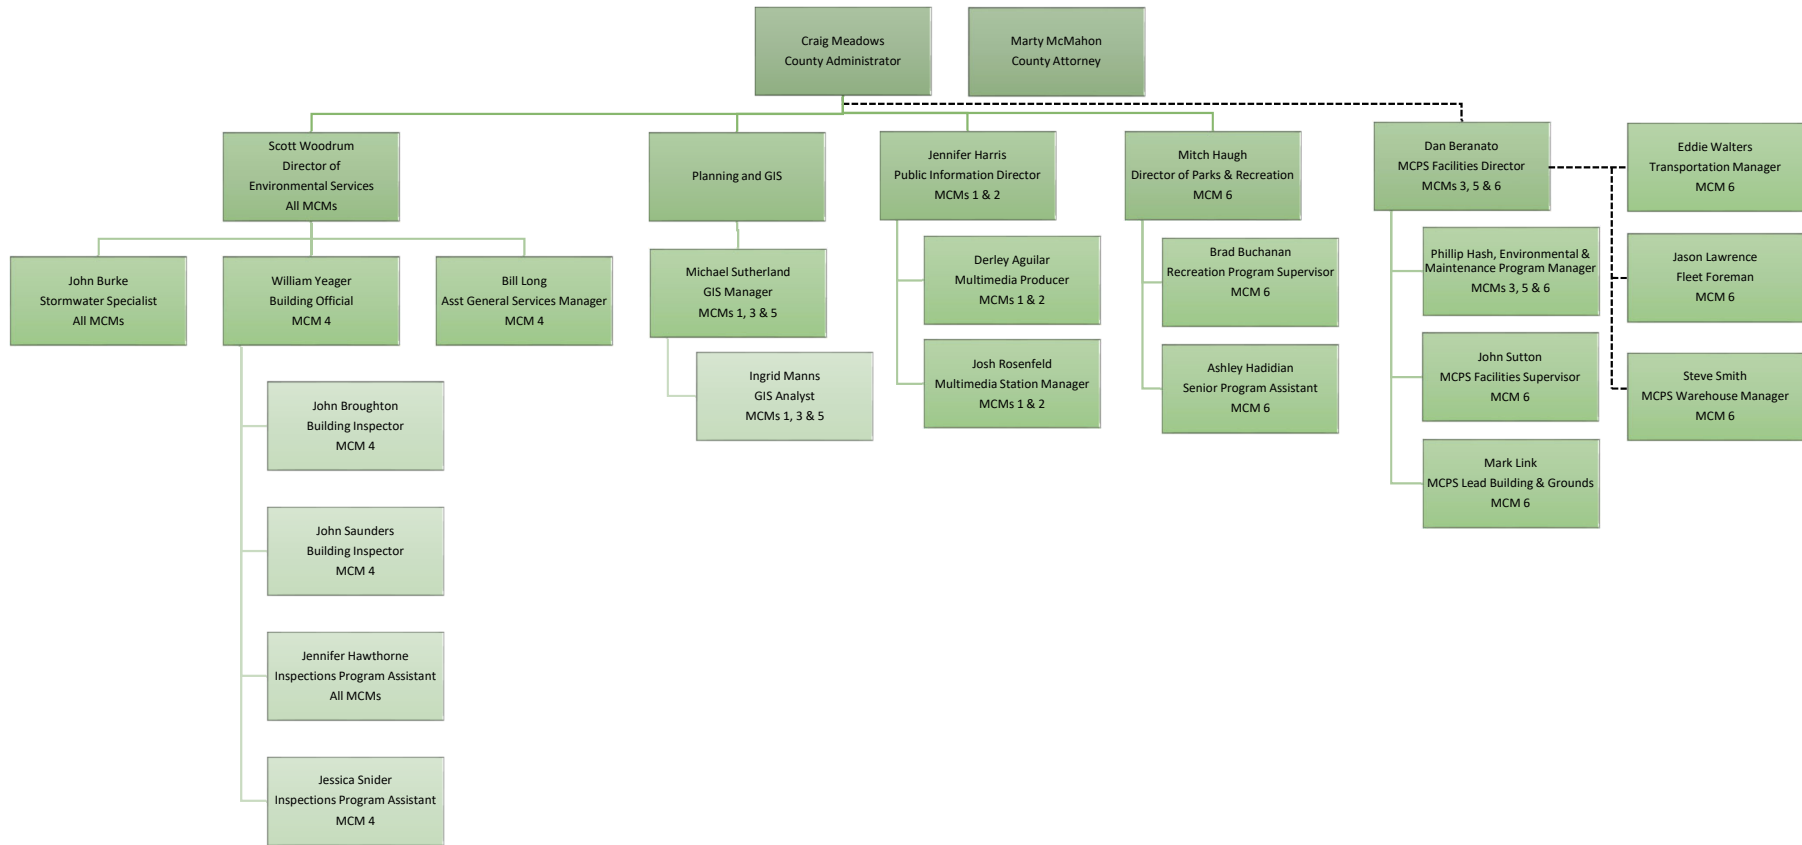 Craig Meadows
County Administrator
Marty McMahon
County Attorney
Scott Woodrum
Director of
Environmental Services
All MCMs
Planning and GIS
Jennifer Harris
Public Information Director
MCMs 1 & 2
Mitch Haugh
Director of Parks & Recreation
MCM 6
Dan Beranato
MCPS Facilities Director
MCMs 3, 5 & 6
Eddie Walters
Transportation Manager
MCM 6
John Burke
Stormwater Specialist
All MCMs
William Yeager
Building Official
MCM 4
Bill Long
Asst General Services Manager
MCM 4
Michael Sutherland
GIS Manager
MCMs 1, 3 & 5
Derley Aguilar
Multimedia Producer
MCMs 1 & 2
Brad Buchanan
Recreation Program Supervisor
MCM 6
Phillip Hash, Environmental &
Maintenance Program Manager
MCMs 3, 5 & 6
Jason Lawrence
Fleet Foreman
MCM 6
Ingrid Manns
GIS Analyst
MCMs 1, 3 & 5
Josh Rosenfeld
Multimedia Station Manager
MCMs 1 & 2
Ashley Hadidian
Senior Program Assistant
MCM 6
John Sutton
MCPS Facilities Supervisor
MCM 6
Steve Smith
MCPS Warehouse Manager
MCM 6
John Broughton
Building Inspector
MCM 4
Mark Link
MCPS Lead Building & Grounds
MCM 6
John Saunders
Building Inspector
MCM 4
Jennifer Hawthorne
Inspections Program Assistant
All MCMs
Jessica Snider
Inspections Program Assistant
MCM 4